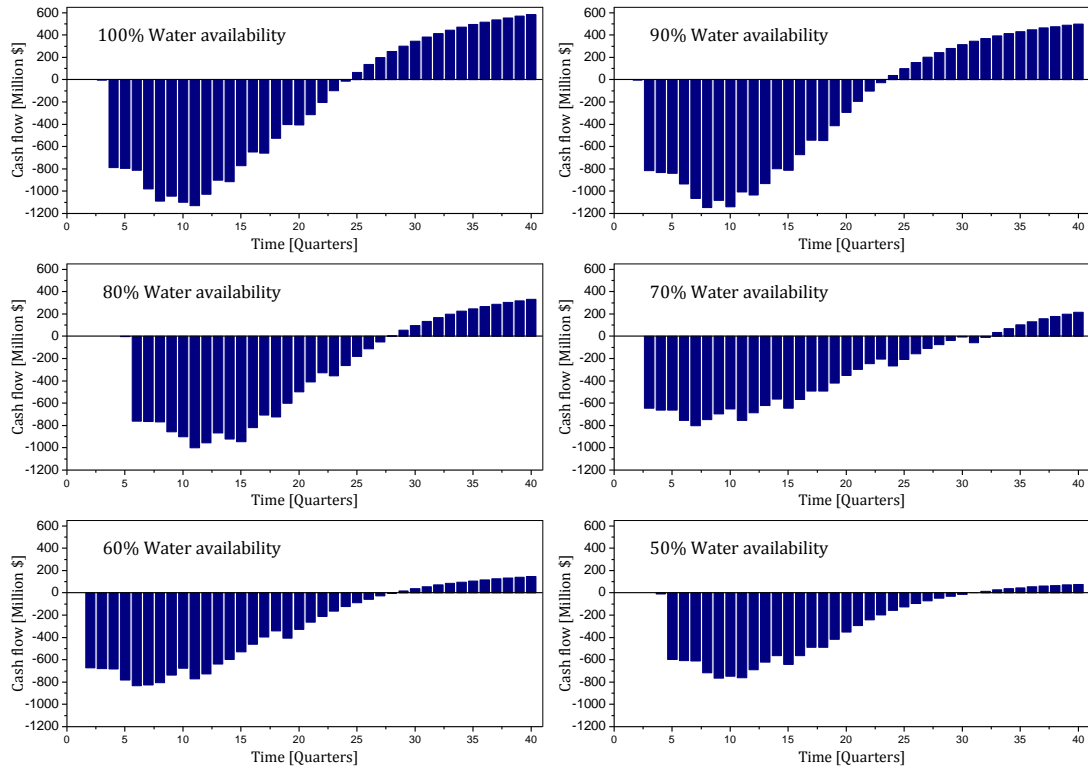 100% Water availability
Cash flow [Million $]
600
400
200
0
-200
-400
-600
-800
-1000
-1200
0 5 10 15 20 25 30 35 40
Time [Quarters]
90% Water availability
Cash flow [Million $]
600
400
200
0
-200
-400
-600
-800
-1000
-1200
0 5 10 15 20 25 30 35 40
Time [Quarters]
80% Water availability
Cash flow [Million $]
600
400
200
0
-200
-400
-600
-800
-1000
-1200
0 5 10 15 20 25 30 35 40
Time [Quarters]
70% Water availability
Cash flow [Million $]
600
400
200
0
-200
-400
-600
-800
-1000
-1200
0 5 10 15 20 25 30 35 40
Time [Quarters]
60% Water availability
Cash flow [Million $]
600
400
200
0
-200
-400
-600
-800
-1000
-1200
0 5 10 15 20 25 30 35 40
Time [Quarters]
50% Water availability
Cash flow [Million $]
600
400
200
0
-200
-400
-600
-800
-1000
-1200
0 5 10 15 20 25 30 35 40
Time [Quarters]